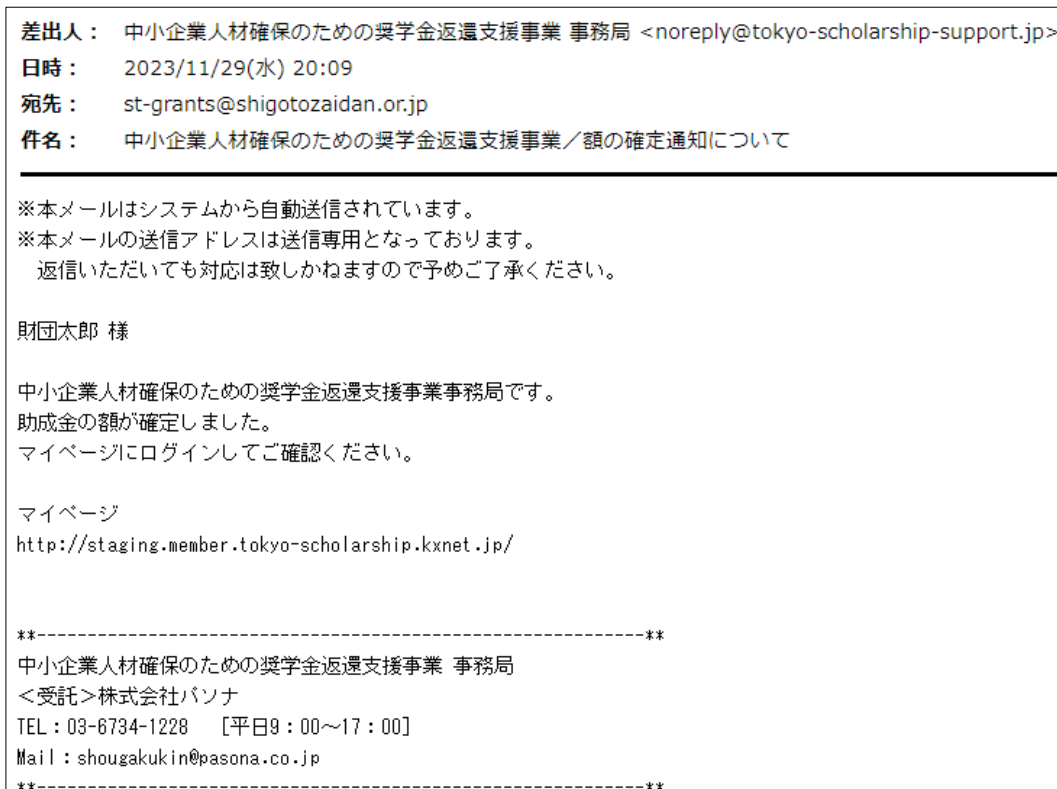 差出人： 中小企業人材確保のための奨学金返還支援事業 事務局 <noreply@tokyo-scholarship-support.jp>
日時： 2023/11/29(水) 20:09
宛先： st-grants@shigotozaidan.or.jp
件名： 中小企業人材確保のための奨学金返還支援事業／額の確定通知について
※本メールはシステムから自動送信されています。
※本メールの送信アドレスは送信専用となっております。
　返信いただいても対応は致しかねますので予めご了承ください。
財団太郎 様
中小企業人材確保のための奨学金返還支援事業事務局です。
助成金の額が確定しました。
マイページにログインしてご確認ください。
マイページ
http://staging.member.tokyo-scholarship.kxnet.jp/
**------------------------------------------------------------**
中小企業人材確保のための奨学金返還支援事業 事務局
＜受託＞株式会社パソナ
TEL：03-6734-1228　［平日9：00～17：00］
Mail：shougakukin@pasona.co.jp
**------------------------------------------------------------**